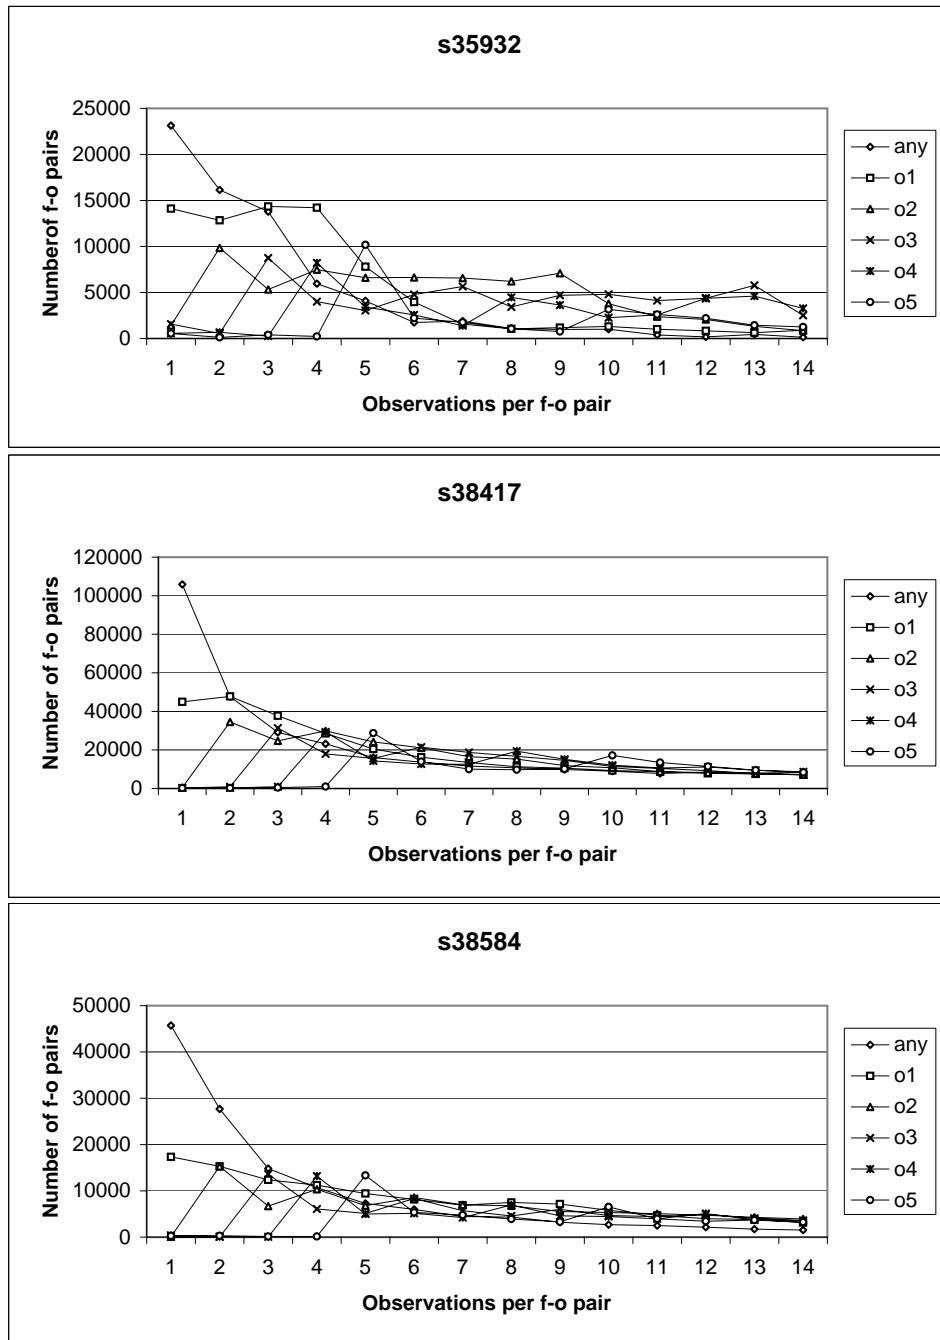 s35932
Numberof f-o pairs
25000
20000
15000
10000
5000
0
1 2 3 4 5 6 7 8 9 10 11 12 13 14
Observations per f-o pair
any
o1
o2
o3
o4
o5
s38417
Number of f-o pairs
120000
100000
80000
60000
40000
20000
0
1 2 3 4 5 6 7 8 9 10 11 12 13 14
Observations per f-o pair
any
o1
o2
o3
o4
o5
s38584
Number of f-o pairs
50000
40000
30000
20000
10000
0
1 2 3 4 5 6 7 8 9 10 11 12 13 14
Observations per f-o pair
any
o1
o2
o3
o4
o5